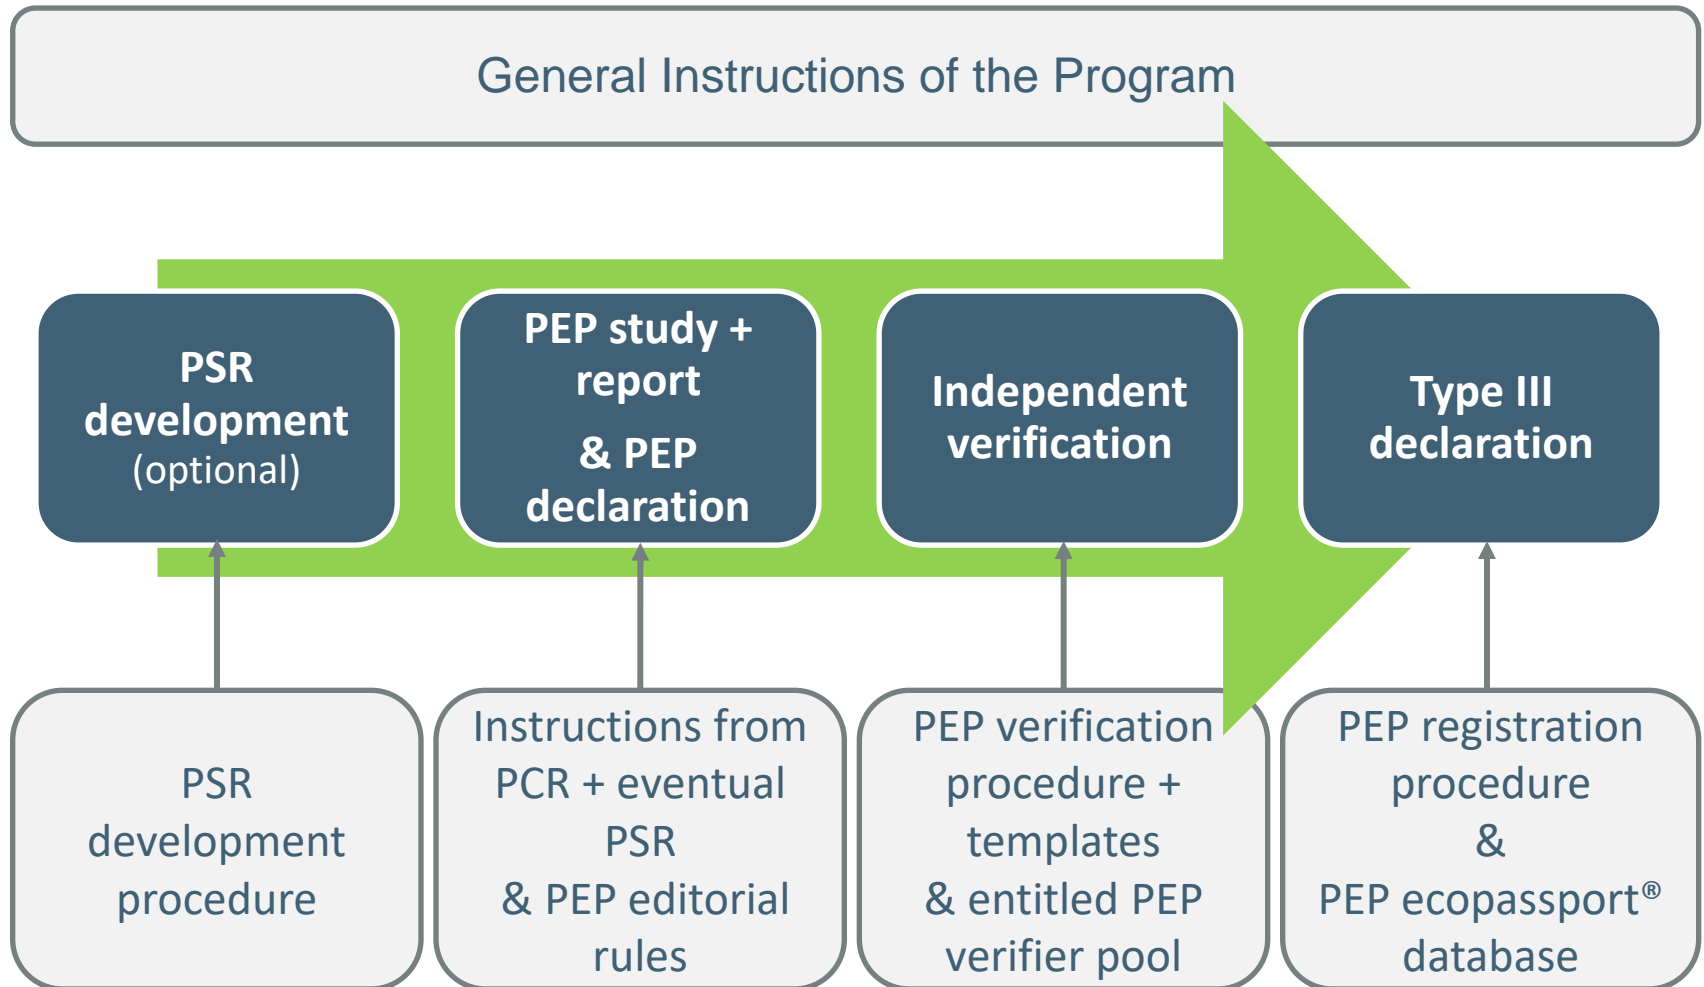 General Instructions of the Program
PSR
development
(optional)
PEP study +
report
& PEP
declaration
Independent
verification
Type III
declaration
PSR
development
procedure
Instructions from
PCR + eventual
PSR
& PEP editorial
rules
PEP verification
procedure +
templates
& entitled PEP
verifier pool
PEP registration
procedure
&
PEP ecopassport®
database